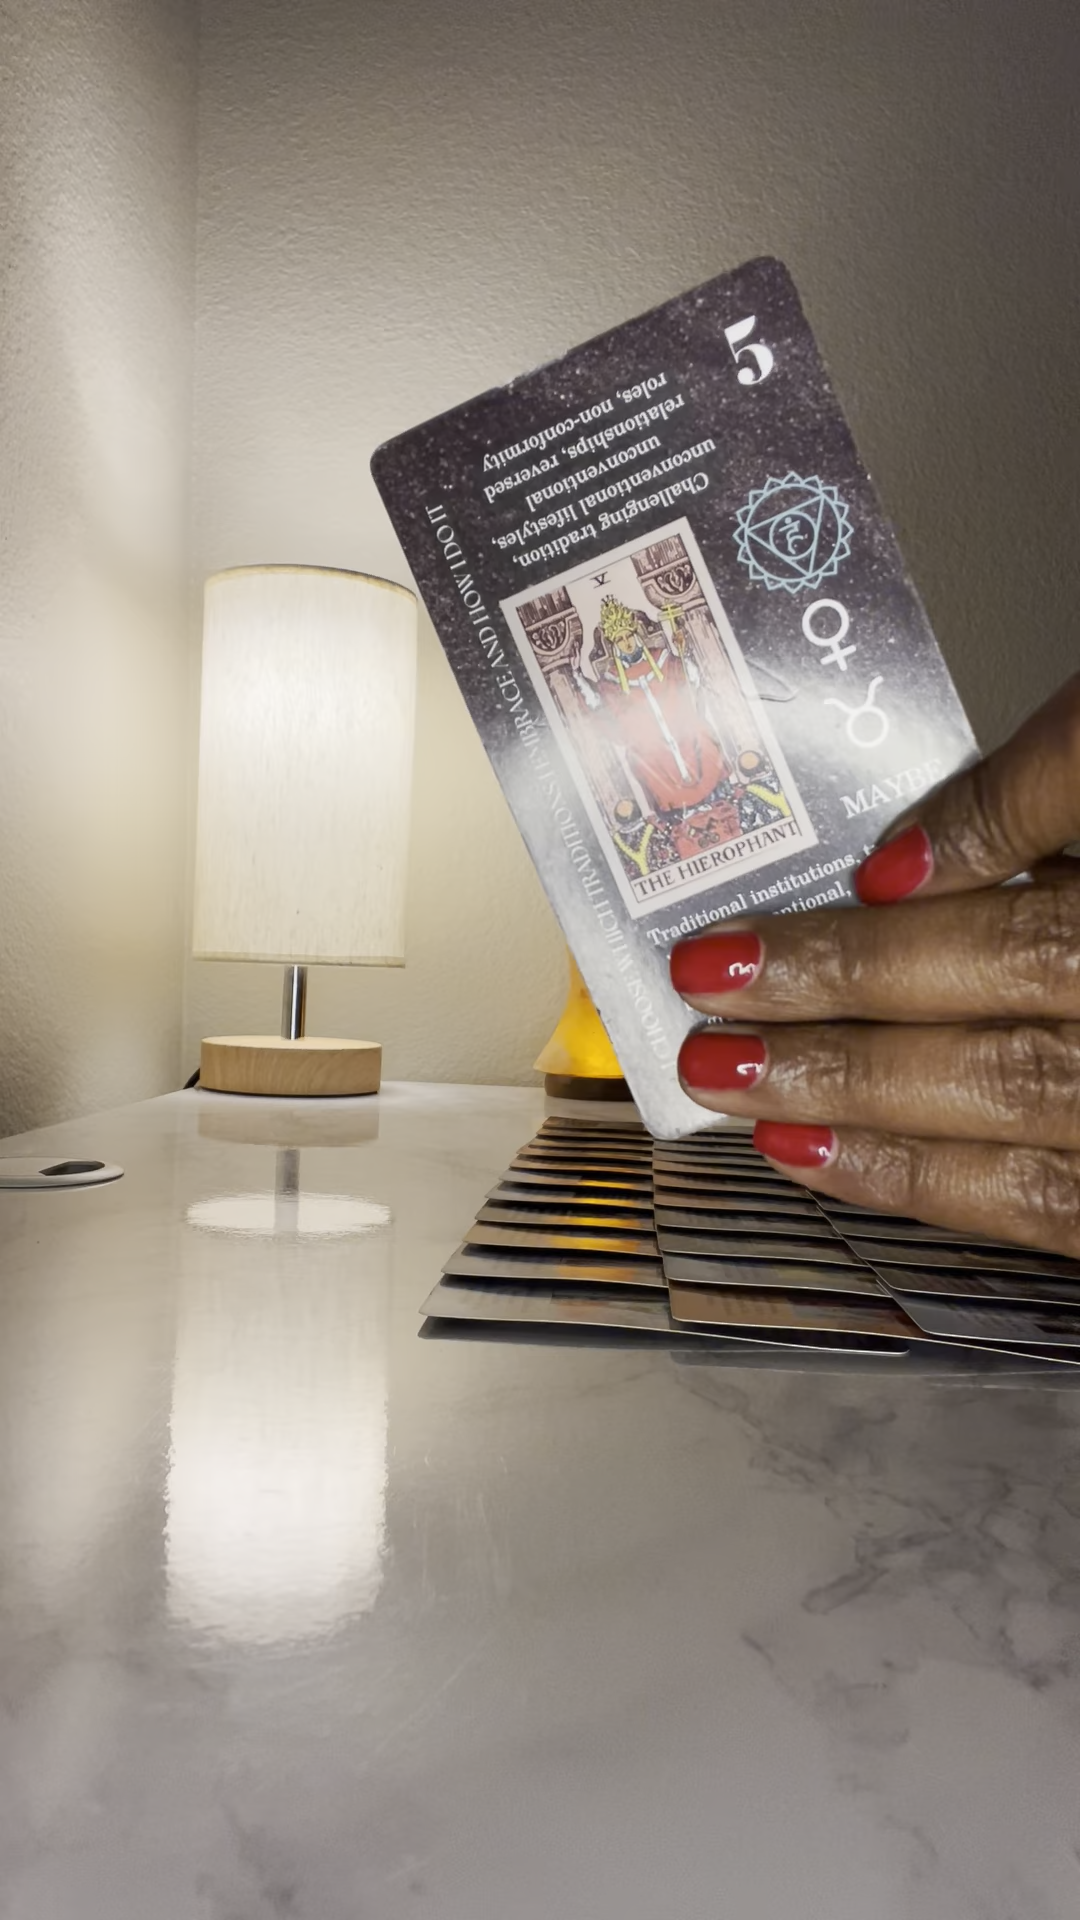 5
Challenging tradition,
unconventional lifestyles,
unconventional
relationships, reversed
roles, non-conformity
I CHOOSE WHICH TRADITIONS I EMBRACE AND HOW I DO IT
V
THE HIEROPHANT
MAYBE
Traditional institutions,